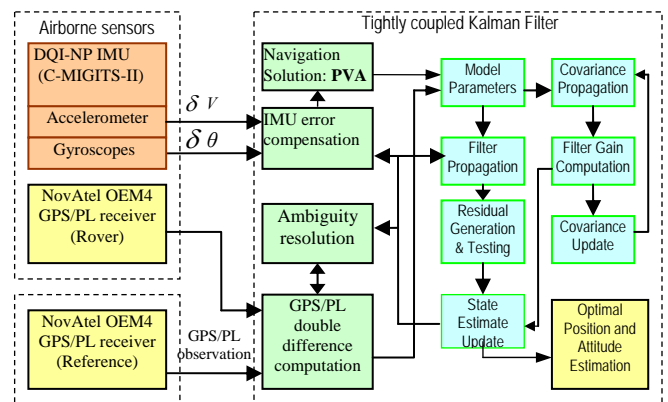 Airborne sensors
Tightly coupled Kalman Filter
DQI-NP IMU
(C-MIGITS-II)
Accelerometer
Gyroscopes
δ V
δ θ
NovAtel OEM4
GPS/PL receiver
(Rover)
NovAtel OEM4
GPS/PL receiver
(Reference)
GPS/PL
observation
Navigation
Solution: PVA
IMU error
compensation
Ambiguity
resolution
GPS/PL
double
difference
computation
Model
Parameters
Filter
Propagation
Residual
Generation
& Testing
State
Estimate
Update
Covariance
Propagation
Filter Gain
Computation
Covariance
Update
Optimal
Position and
Attitude
Estimation